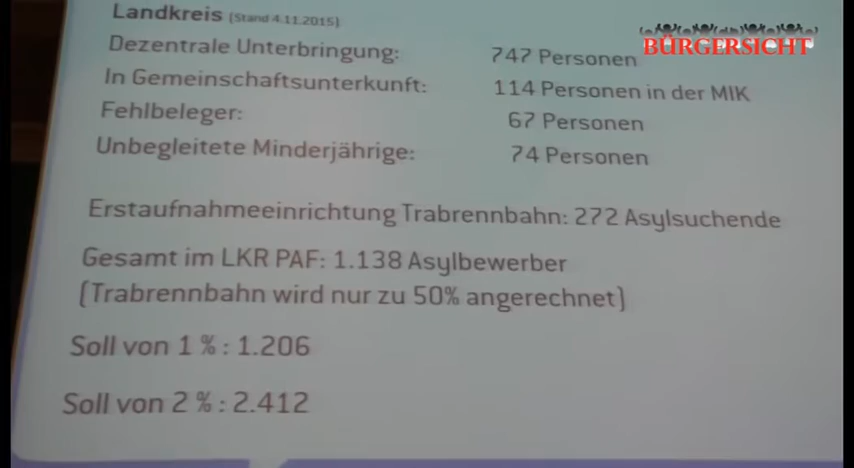 Landkreis (Stand 4.11.2015)
BÜRGERSICHT
Dezentrale Unterbringung: 747 Personen
In Gemeinschaftsunterkunft: 114 Personen in der MIK
Fehlbeleger: 67 Personen
Unbegleitete Minderjährige: 74 Personen
Erstaufnahmeeinrichtung Trabrennbahn: 272 Asylsuchende
Gesamt im LKR PAF: 1.138 Asylbewerber
(Trabrennbahn wird nur zu 50% angerechnet)
Soll von 1 % : 1.206
Soll von 2 % : 2.412